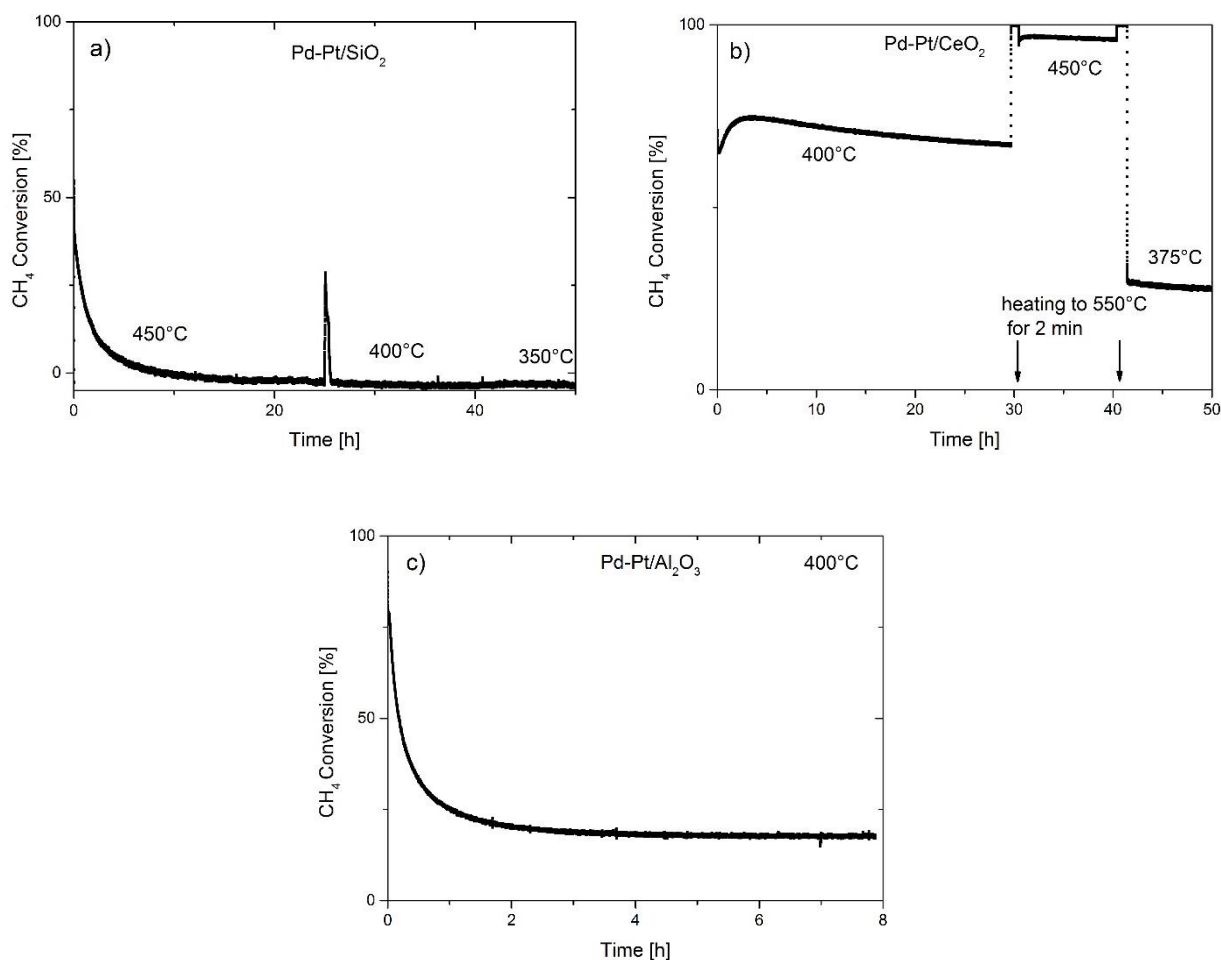 a)
Pd-Pt/SiO₂
100
50
0
CH₄ Conversion [%]
450°C
400°C
350°C
0
20
40
Time [h]
b)
Pd-Pt/CeO₂
100
0
CH₄ Conversion [%]
400°C
450°C
375°C
heating to 550°C
for 2 min
0
10
20
30
40
50
Time [h]
c)
Pd-Pt/Al₂O₃
400°C
100
50
0
CH₄ Conversion [%]
0
2
4
6
8
Time [h]